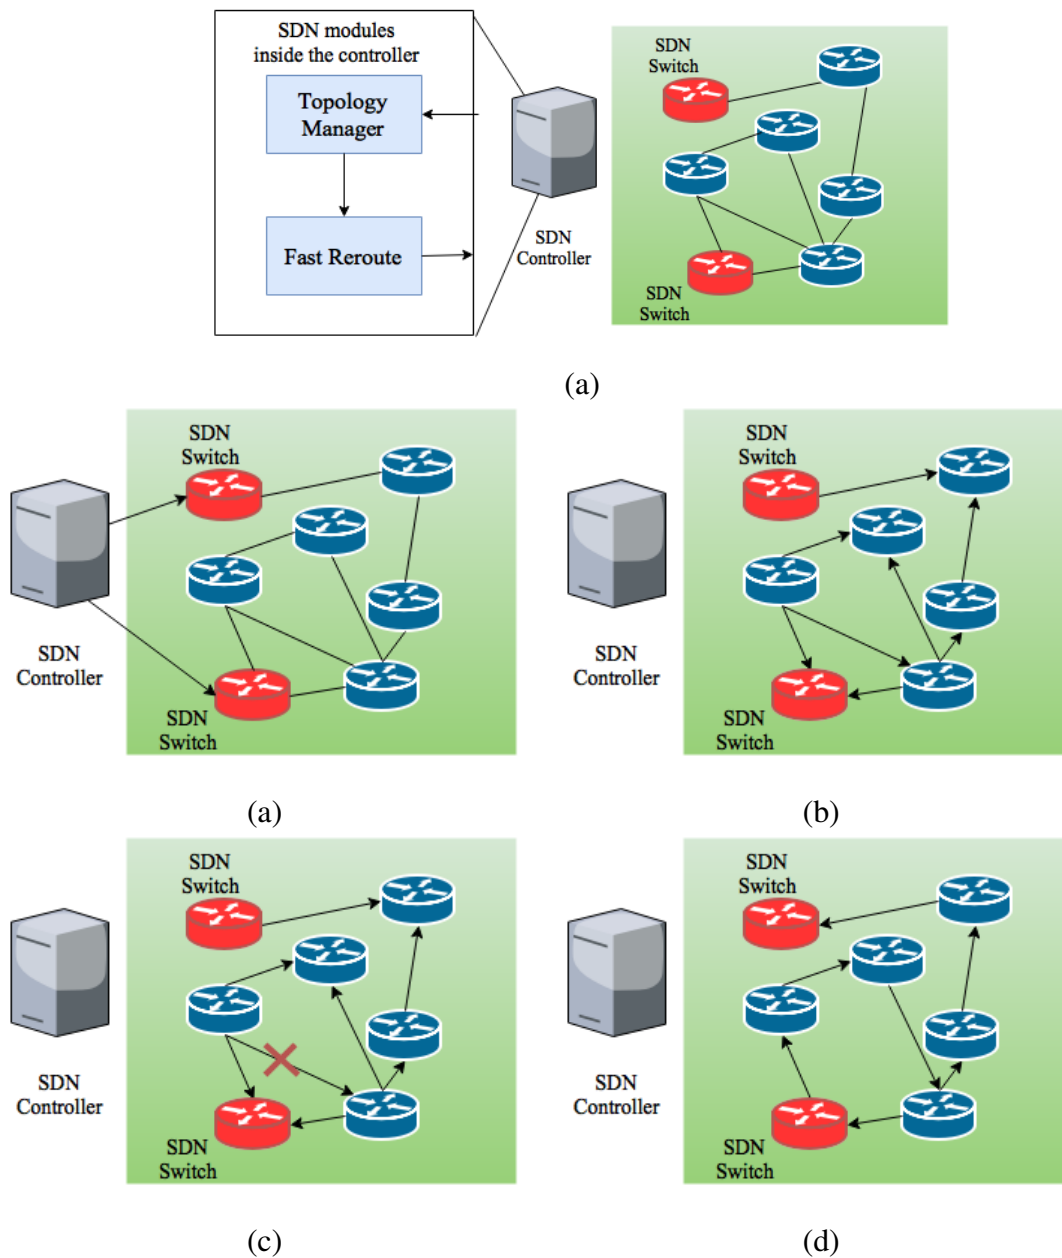 SDN modules
inside the controller
Topology
Manager
Fast Reroute
SDN
Controller
SDN
Switch
SDN
Switch
(a)
SDN
Switch
SDN
Controller
SDN
Switch
(a)
SDN
Switch
SDN
Controller
SDN
Switch
(b)
SDN
Switch
SDN
Controller
SDN
Switch
(c)
SDN
Switch
SDN
Controller
SDN
Switch
(d)